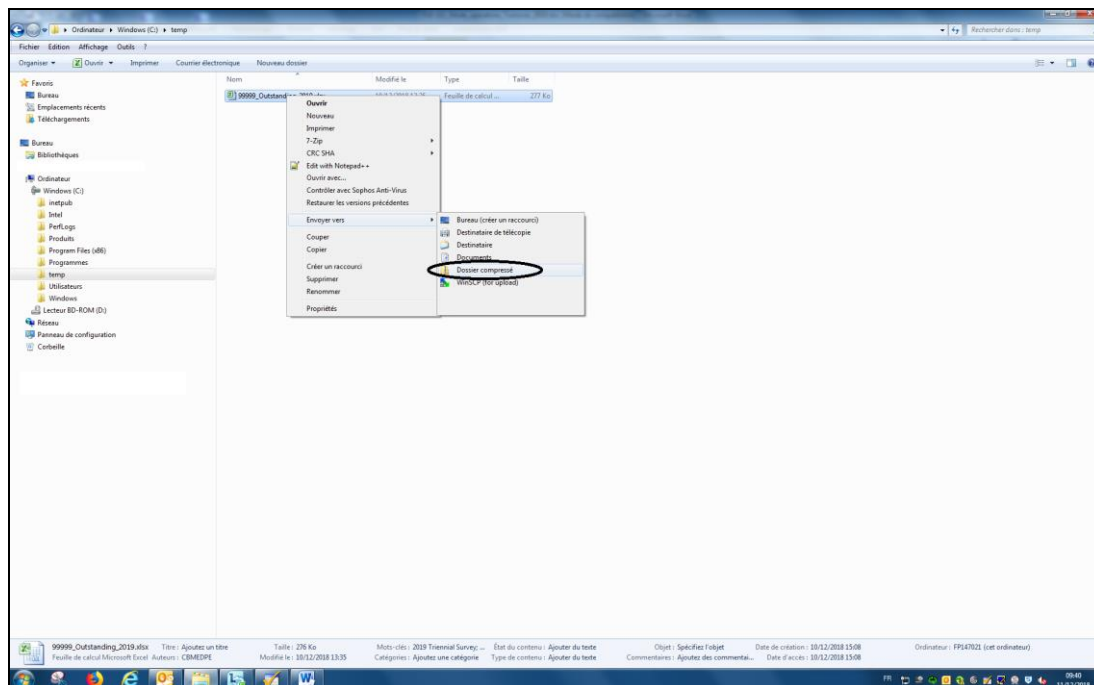 Ordinateur ▸ Windows (C:) ▸ temp
Rechercher dans : temp
Fichier Edition Affichage Outils ?
Organiser Ouvrir Imprimer Courrier électronique Nouveau dossier
Nom Modifié le Type Taille
99999_Outstanding_2019.xlsx Feuille de calcul ... 277 Ko
Favoris
Bureau
Emplacements récents
Téléchargements
Bureau
Bibliothèques
Ordinateur
Windows (C:)
inetpub
Intel
PerfLogs
Produits
Program Files (x86)
Programmes
temp
Utilisateurs
Windows
Lecteur BD-ROM (D:)
Réseau
Panneau de configuration
Corbeille
Ouvrir
Nouveau
Imprimer
7-Zip
CRC SHA
Edit with Notepad++
Ouvrir avec...
Contrôler avec Sophos Anti-Virus
Restaurer les versions précédentes
Envoyer vers
Couper
Copier
Créer un raccourci
Supprimer
Renommer
Propriétés
Bureau (créer un raccourci)
Destinataire de télécopie
Destinataire
Documents
Dossier compressé
WinSCP (for upload)
99999_Outstanding_2019.xlsx Titre : Ajoutez un titre Taille : 276 Ko Mots-clés : 2019 Triennial Survey; ... État du contenu : Ajouter du texte Objet : Spécifiez l'objet Date de création : 10/12/2018 15:08 Ordinateur : FP147021 (cet ordinateur)
Feuille de calcul Microsoft Excel Auteurs : CBMEDPE Modifié le : 10/12/2018 13:35 Catégories : Ajoutez une catégorie Type de contenu : Ajouter du texte Commentaires : Ajoutez des commentai... Date d'accès : 10/12/2018 15:08
FR 09:40
11/12/2018